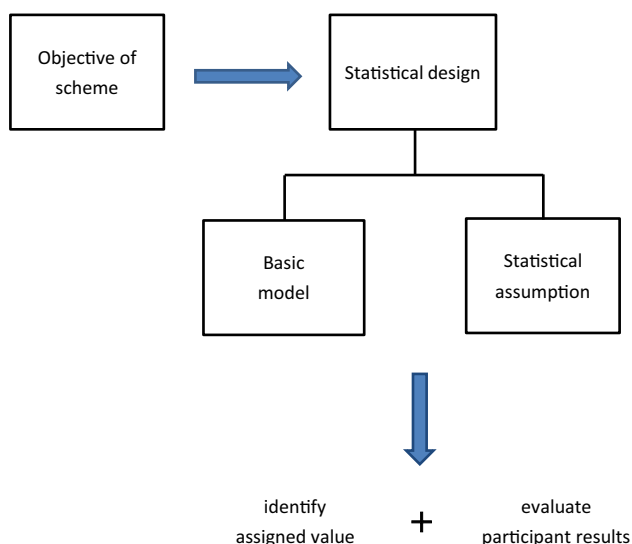 Objective of
scheme
Statistical design
Basic
model
Statistical
assumption
identify
assigned value
+
evaluate
participant results